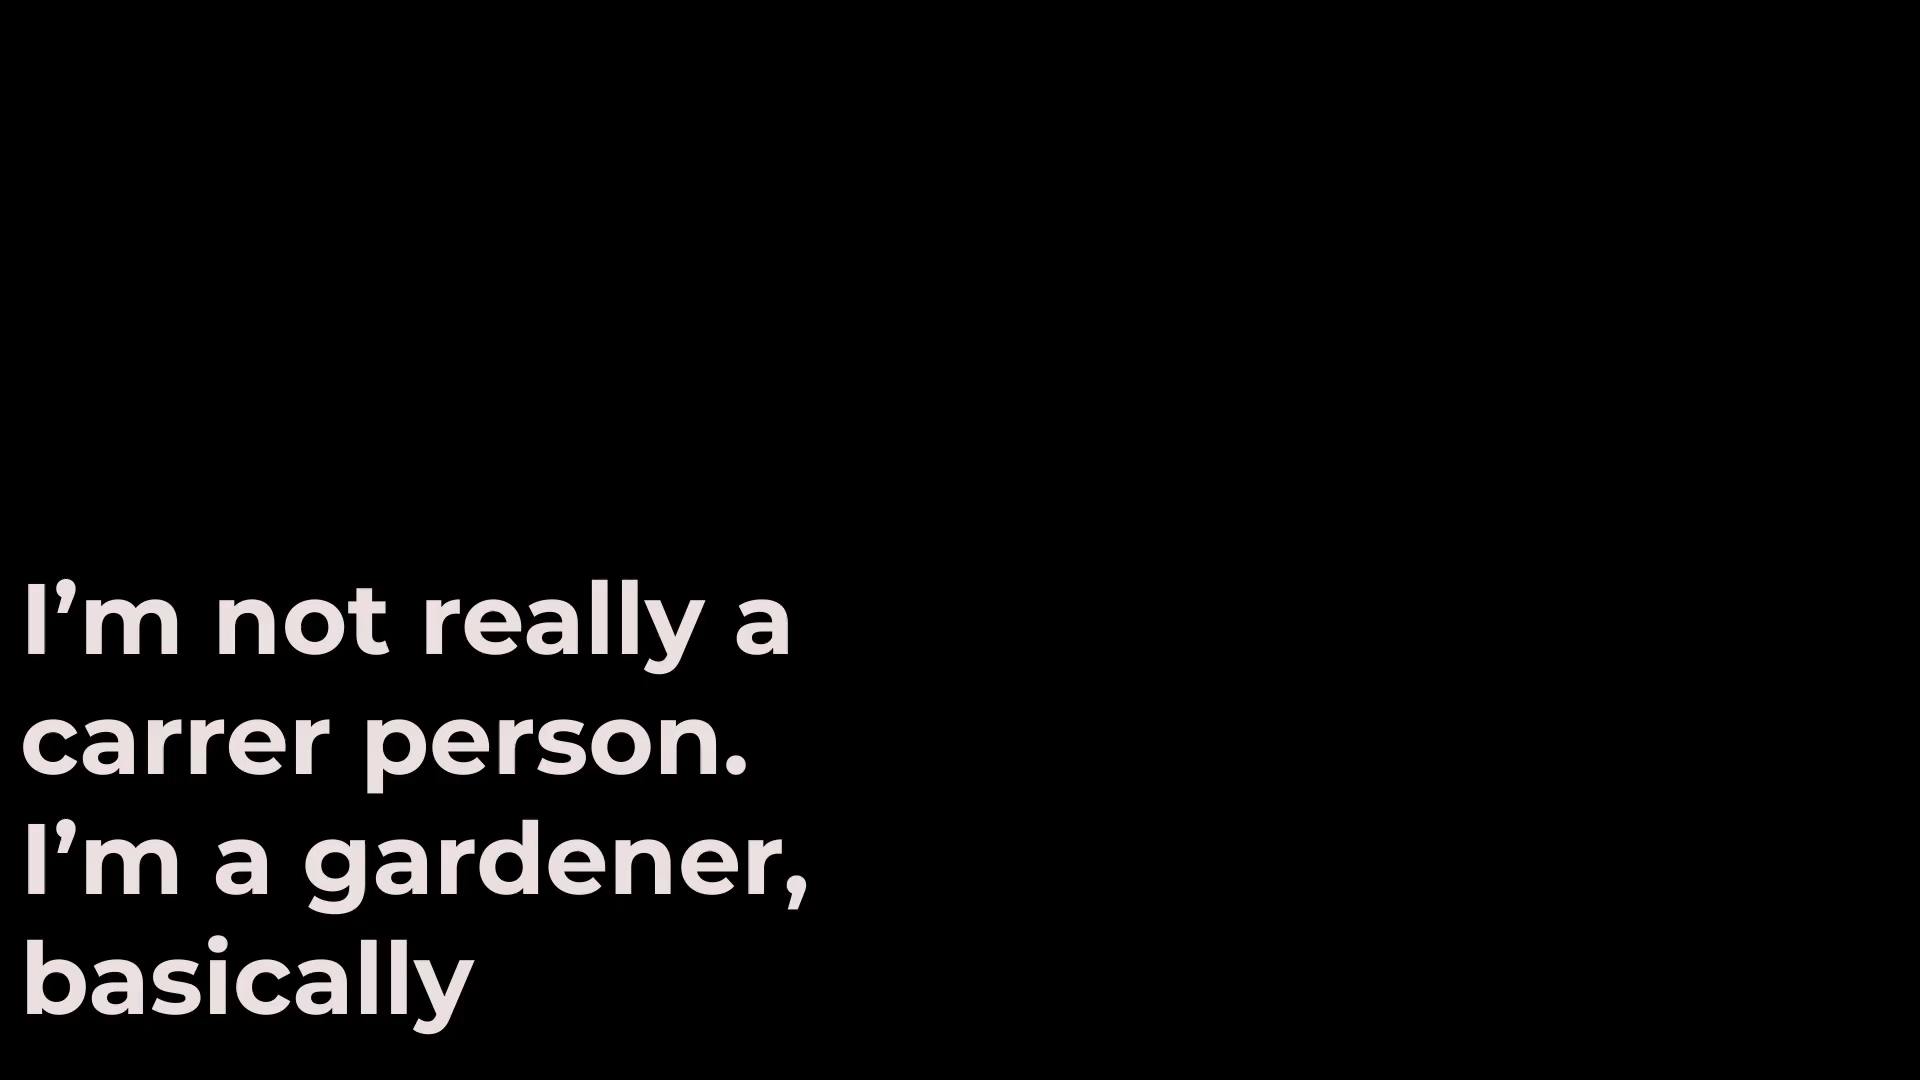 I’m not really a
carrer person.
I’m a gardener,
basically